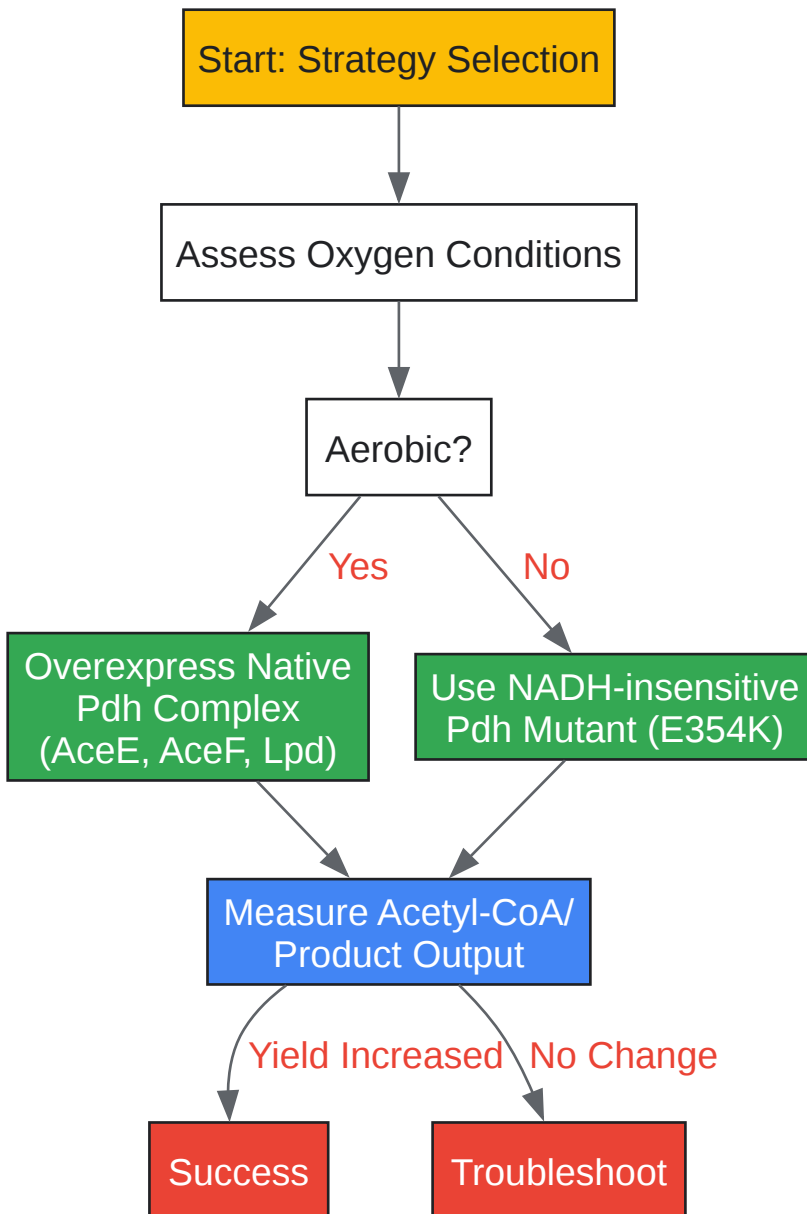 Start: Strategy Selection
Assess Oxygen Conditions
Aerobic?
Yes
No
Overexpress Native
Pdh Complex
(AceE, AceF, Lpd)
Use NADH-insensitive
Pdh Mutant (E354K)
Measure Acetyl-CoA/
Product Output
Yield Increased
No Change
Success
Troubleshoot